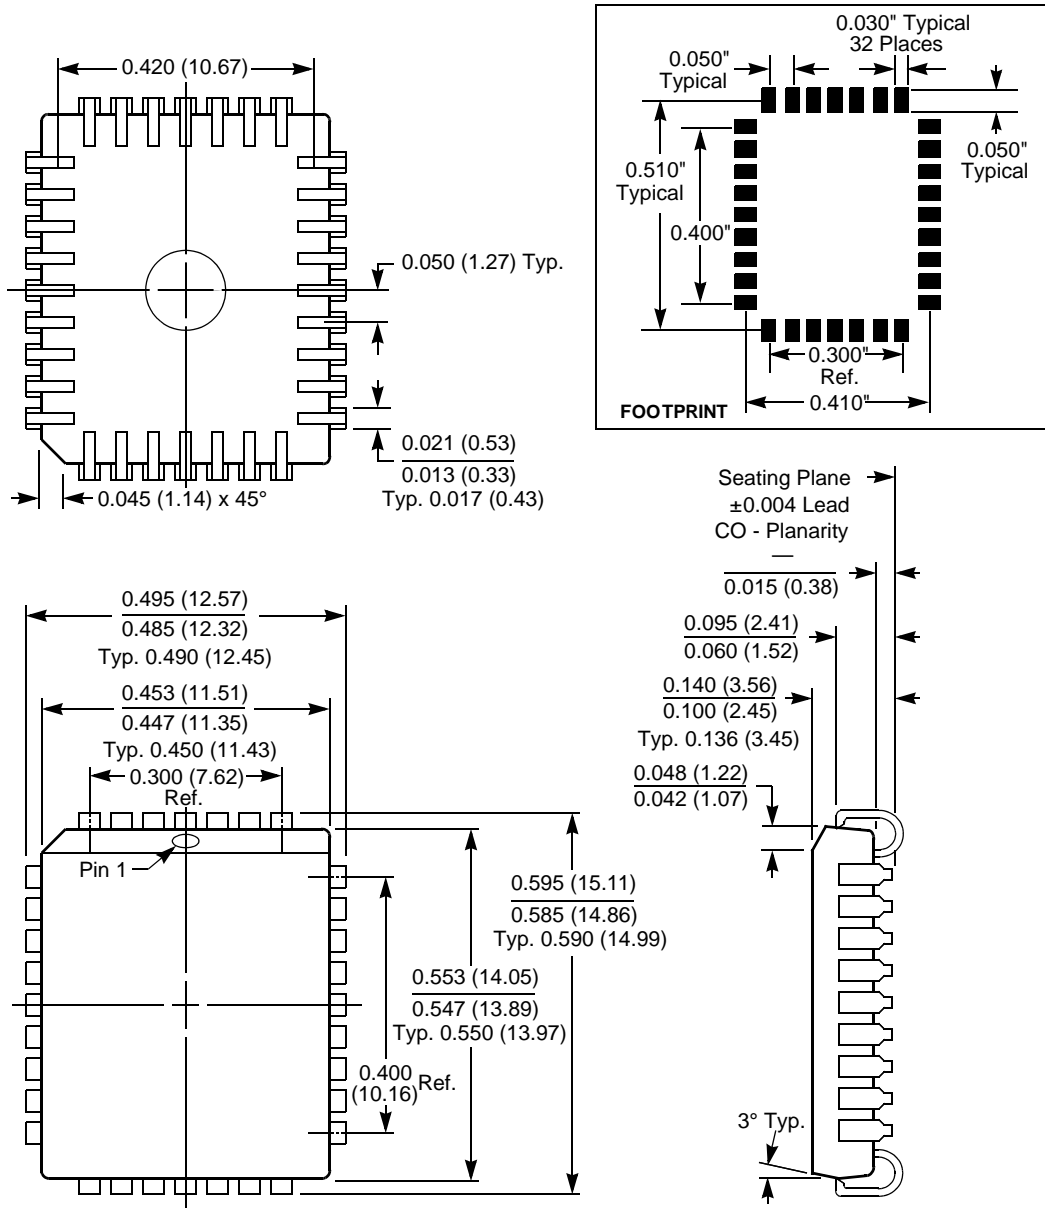 0.420 (10.67)
0.050 (1.27) Typ.
0.021 (0.53)
0.013 (0.33)
Typ. 0.017 (0.43)
0.045 (1.14) x 45°
0.030" Typical
32 Places
0.050"
Typical
0.050"
Typical
0.510"
Typical
0.400"
0.300"
Ref.
0.410"
FOOTPRINT
Seating Plane
±0.004 Lead
CO - Planarity
—
0.015 (0.38)
0.095 (2.41)
0.060 (1.52)
0.140 (3.56)
0.100 (2.45)
Typ. 0.136 (3.45)
0.048 (1.22)
0.042 (1.07)
3° Typ.
0.495 (12.57)
0.485 (12.32)
Typ. 0.490 (12.45)
0.453 (11.51)
0.447 (11.35)
Typ. 0.450 (11.43)
0.300 (7.62)
Ref.
Pin 1
0.595 (15.11)
0.585 (14.86)
Typ. 0.590 (14.99)
0.553 (14.05)
0.547 (13.89)
Typ. 0.550 (13.97)
0.400
(10.16) Ref.